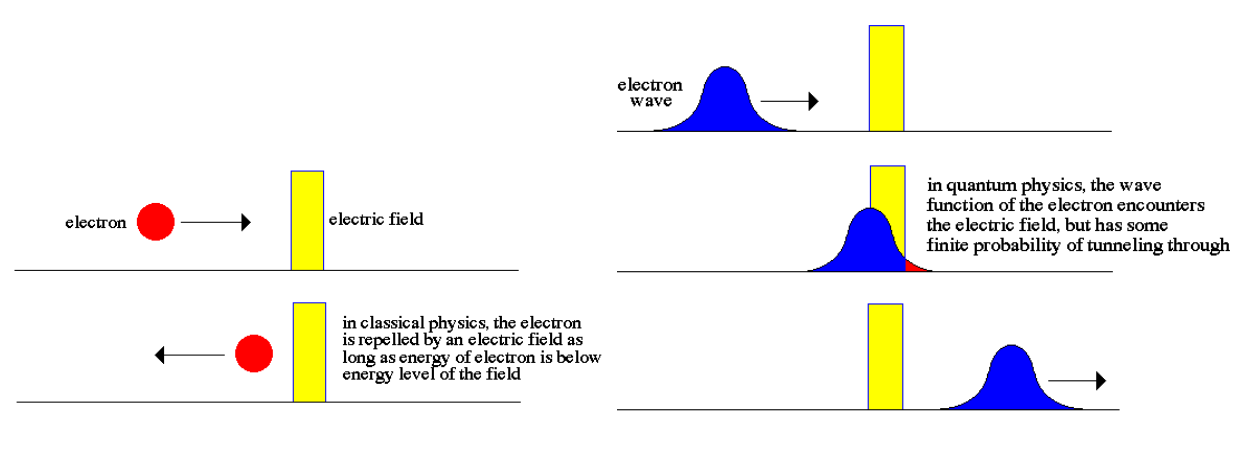 electron
electric field
in classical physics, the electron
is repelled by an electric field as
long as energy of electron is below
energy level of the field
electron
wave
in quantum physics, the wave
function of the electron encounters
the electric field, but has some
finite probability of tunneling through